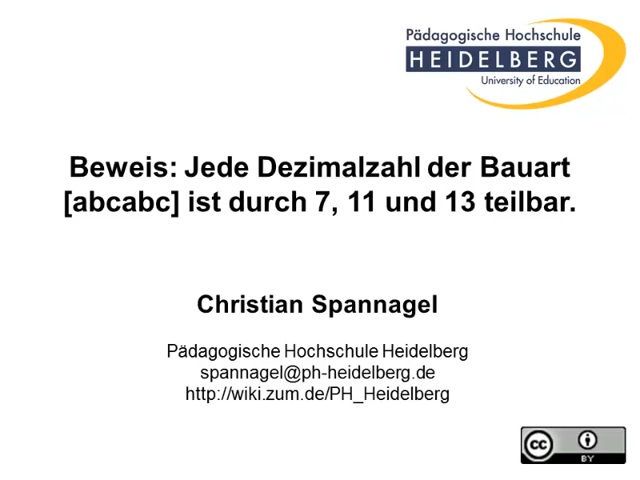 Pädagogische Hochschule
HEIDELBERG
University of Education
Beweis: Jede Dezimalzahl der Bauart
[abcabc] ist durch 7, 11 und 13 teilbar.
Christian Spannagel
Pädagogische Hochschule Heidelberg
spannagel@ph-heidelberg.de
http://wiki.zum.de/PH_Heidelberg
cc
BY